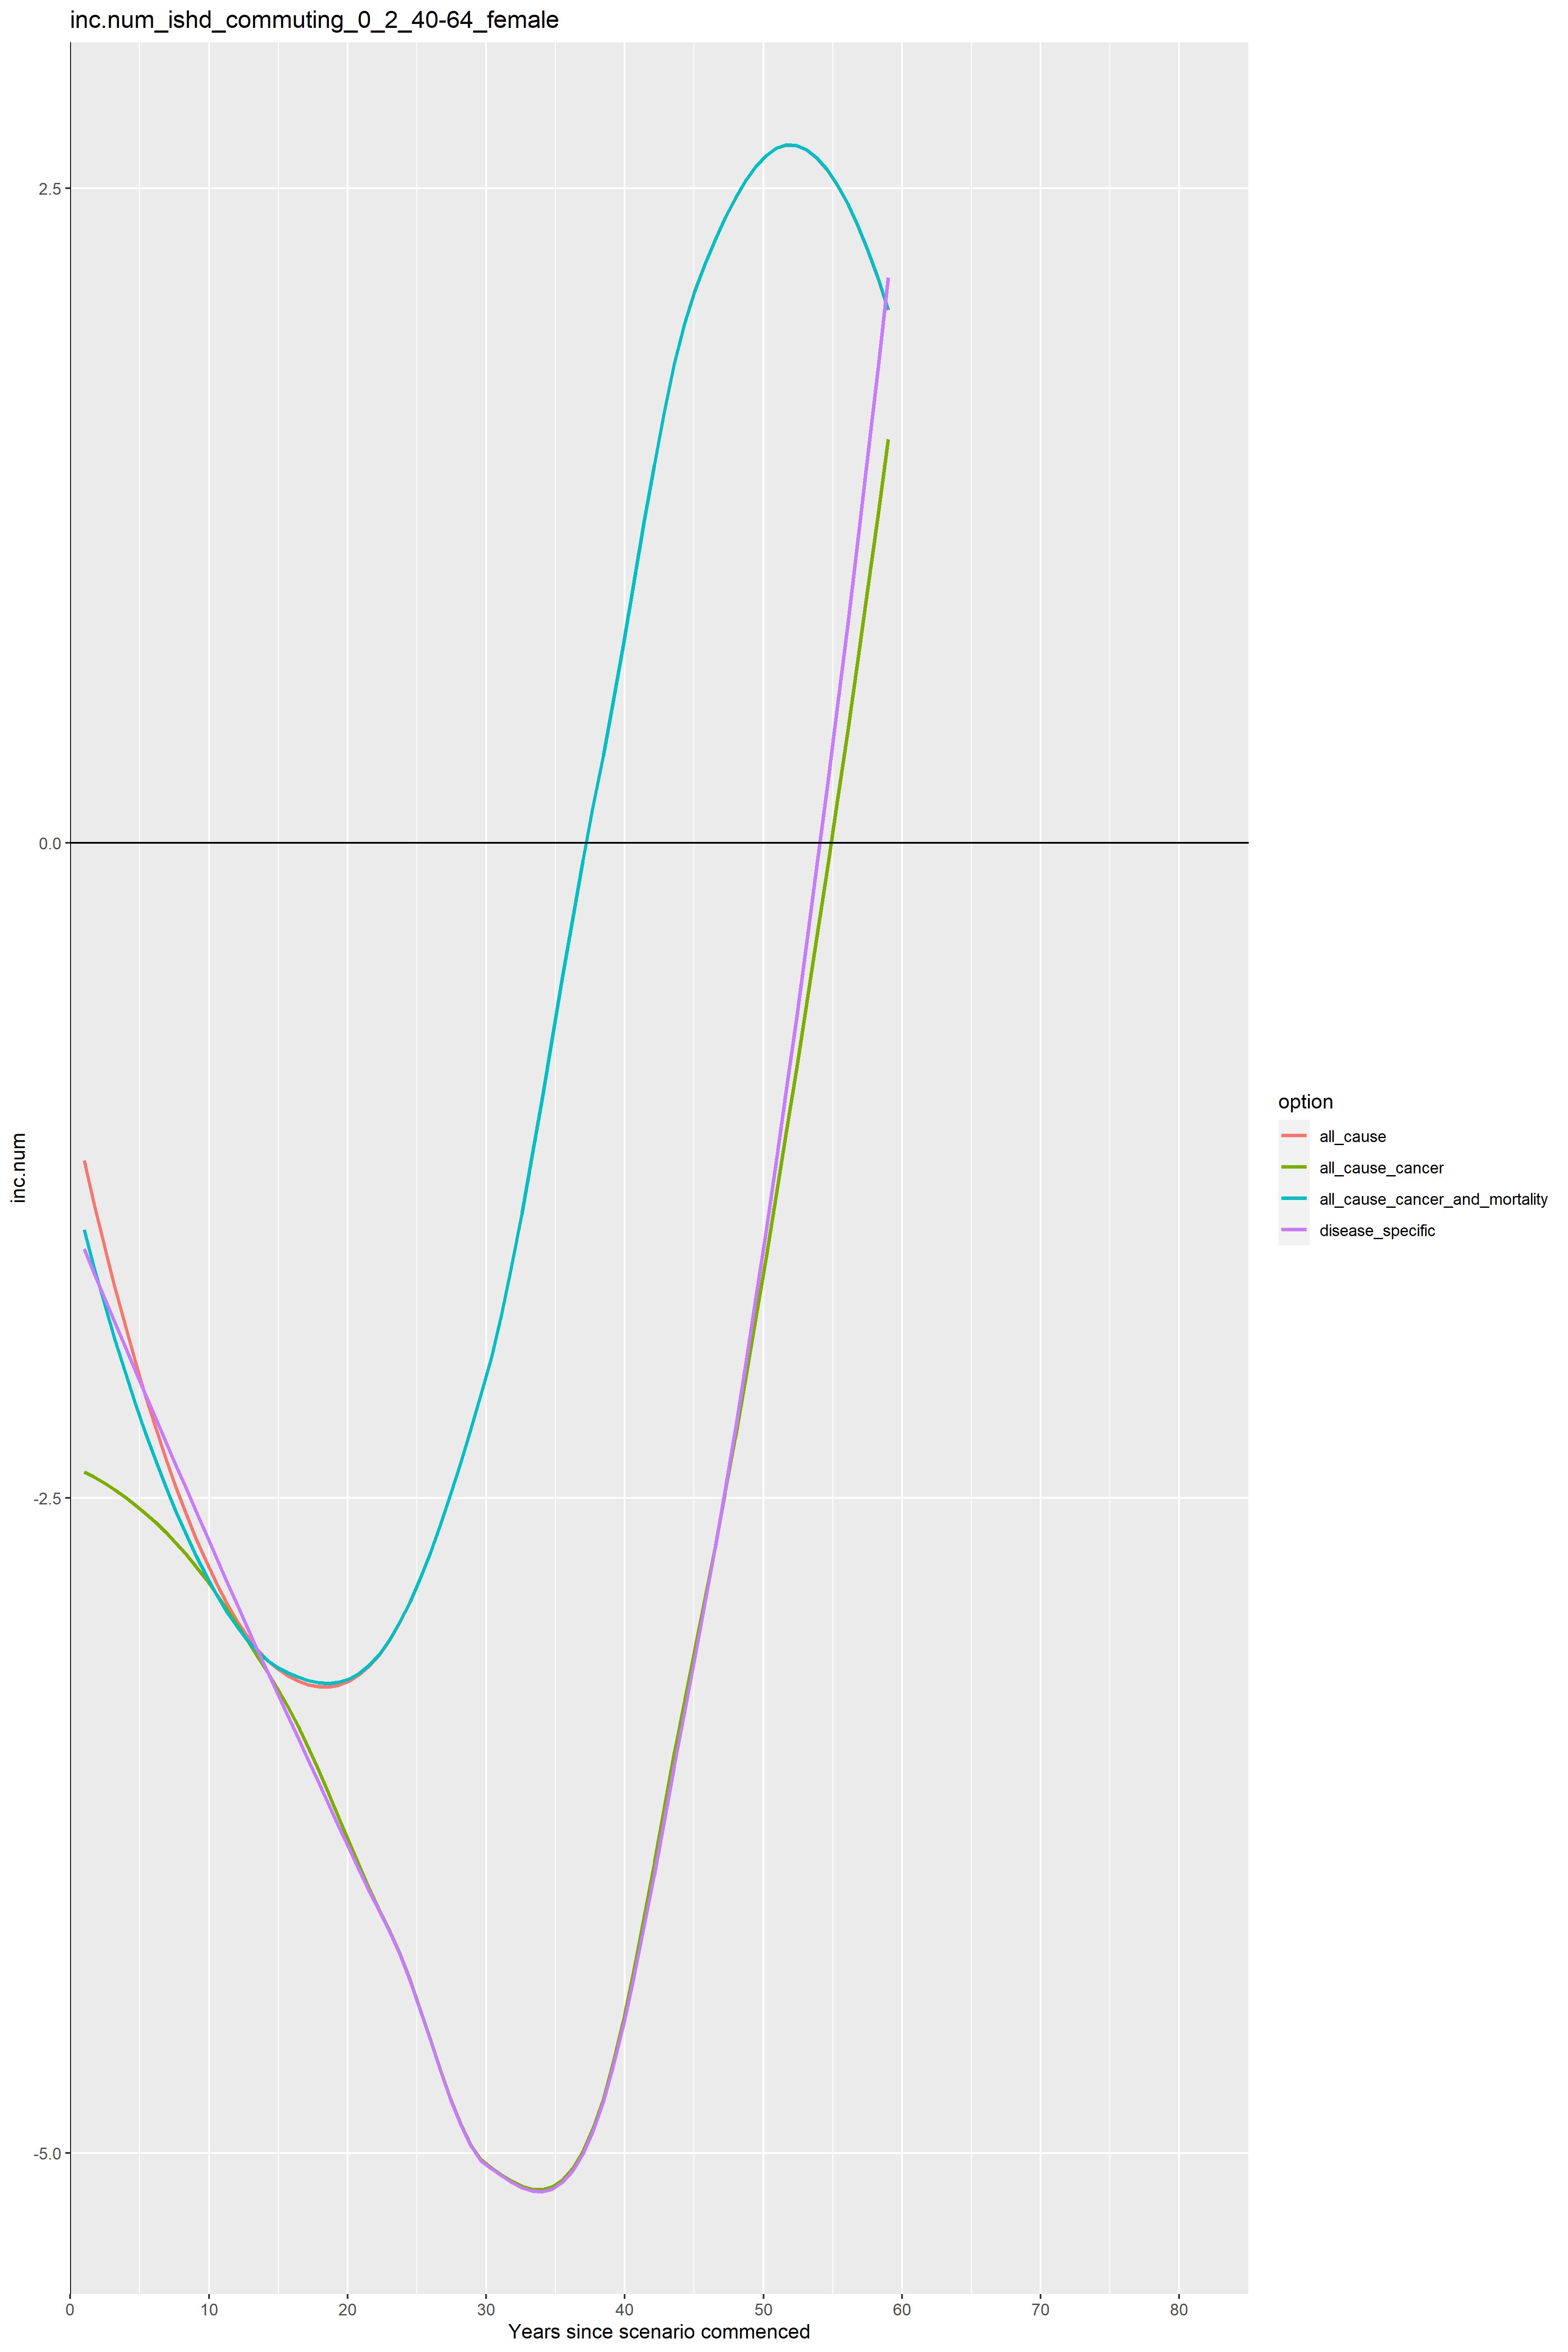 inc.num_ishd_commuting_0_2_40-64_female
2.5
0.0
-2.5
-5.0
inc.num
0 10 20 30 40 50 60 70 80
Years since scenario commenced
option
all_cause
all_cause_cancer
all_cause_cancer_and_mortality
disease_specific